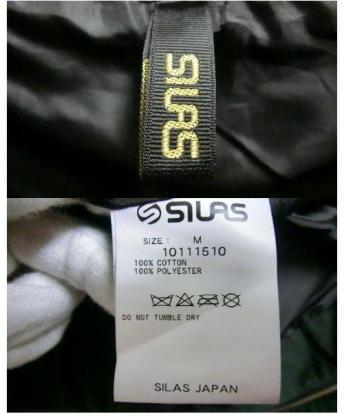 SILAS
SILAS
SIZE : M
10111510
100% COTTON
100% POLYESTER
DO NOT TUMBLE DRY
SILAS JAPAN